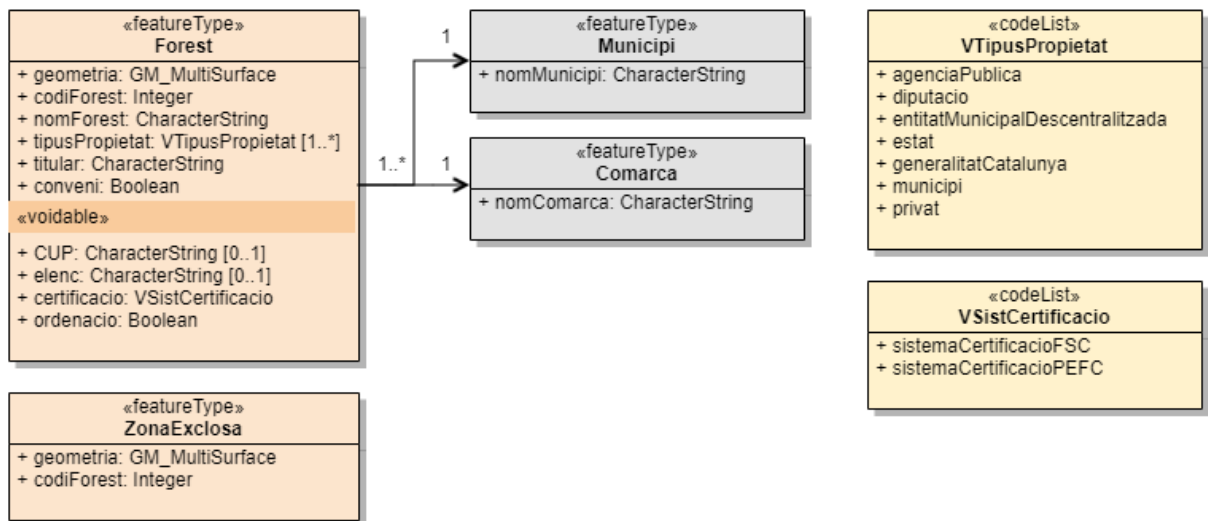 «featureType»
Forest
+ geometria: GM_MultiSurface
+ codiForest: Integer
+ nomForest: CharacterString
+ tipusPropietat: VTipusPropietat [1..*]
+ titular: CharacterString
+ conveni: Boolean
«voidable»
+ CUP: CharacterString [0..1]
+ elenc: CharacterString [0..1]
+ certificacio: VSistCertificacio
+ ordenacio: Boolean
1..*
1
1
«featureType»
Municipi
+ nomMunicipi: CharacterString
«featureType»
Comarca
+ nomComarca: CharacterString
«codeList»
VTipusPropietat
+ agenciaPublica
+ diputacio
+ entitatMunicipalDescentralitzada
+ estat
+ generalitatCatalunya
+ municipi
+ privat
«codeList»
VSistCertificacio
+ sistemaCertificacioFSC
+ sistemaCertificacioPEFC
«featureType»
ZonaExclosa
+ geometria: GM_MultiSurface
+ codiForest: Integer